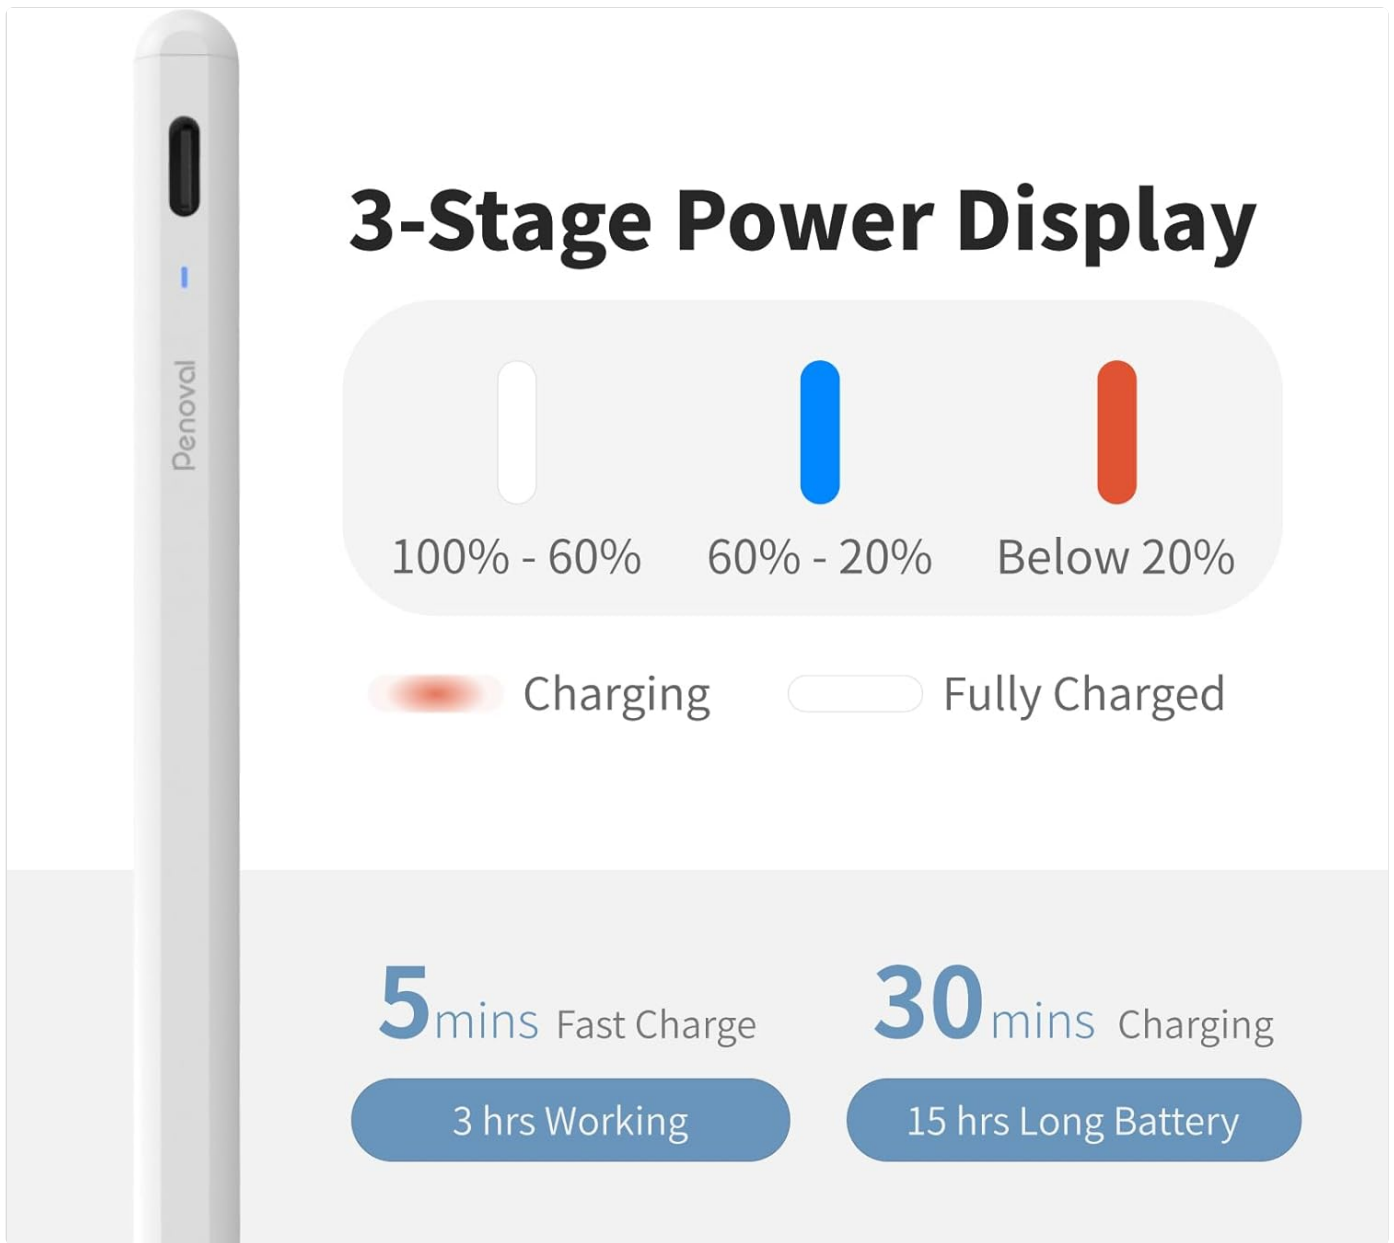 3-Stage Power Display
100% - 60% 60% - 20% Below 20%
Charging Fully Charged
Penoval
5mins Fast Charge
3 hrs Working
30mins Charging
15 hrs Long Battery